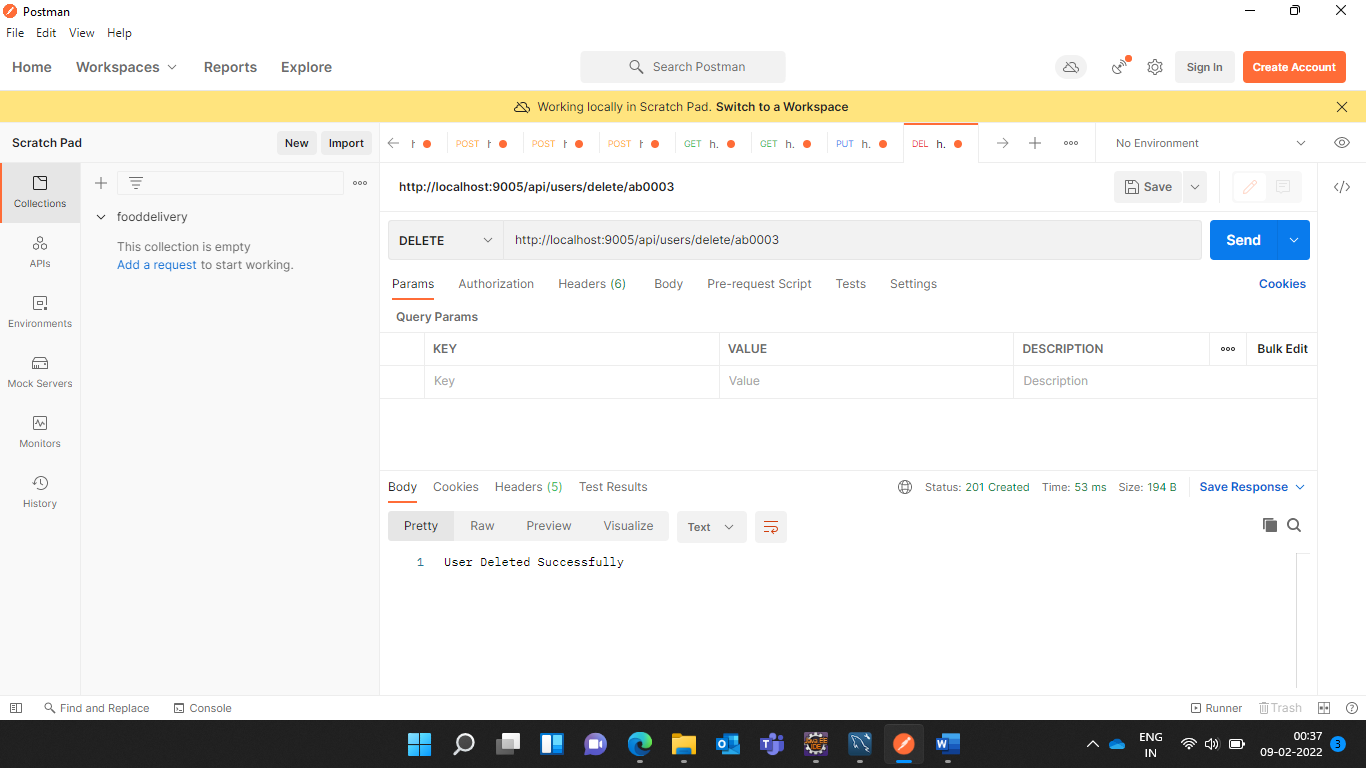 Postman
File Edit View Help
Home Workspaces Reports Explore Search Postman Sign In Create Account
Working locally in Scratch Pad. Switch to a Workspace
Scratch Pad New Import POST POST POST GET h. GET h. PUT h. DEL h. No Environment
Collections
APIs
Environments
Mock Servers
Monitors
History
fooddelivery
This collection is empty
Add a request to start working.
http://localhost:9005/api/users/delete/ab0003 Save
DELETE http://localhost:9005/api/users/delete/ab0003 Send
Params Authorization Headers (6) Body Pre-request Script Tests Settings Cookies
Query Params
KEY VALUE DESCRIPTION Bulk Edit
Key Value Description
Body Cookies Headers (5) Test Results Status: 201 Created Time: 53 ms Size: 194 B Save Response
Pretty Raw Preview Visualize Text
1 User Deleted Successfully
Find and Replace Console Runner Trash
ENG
IN
00:37
09-02-2022 3